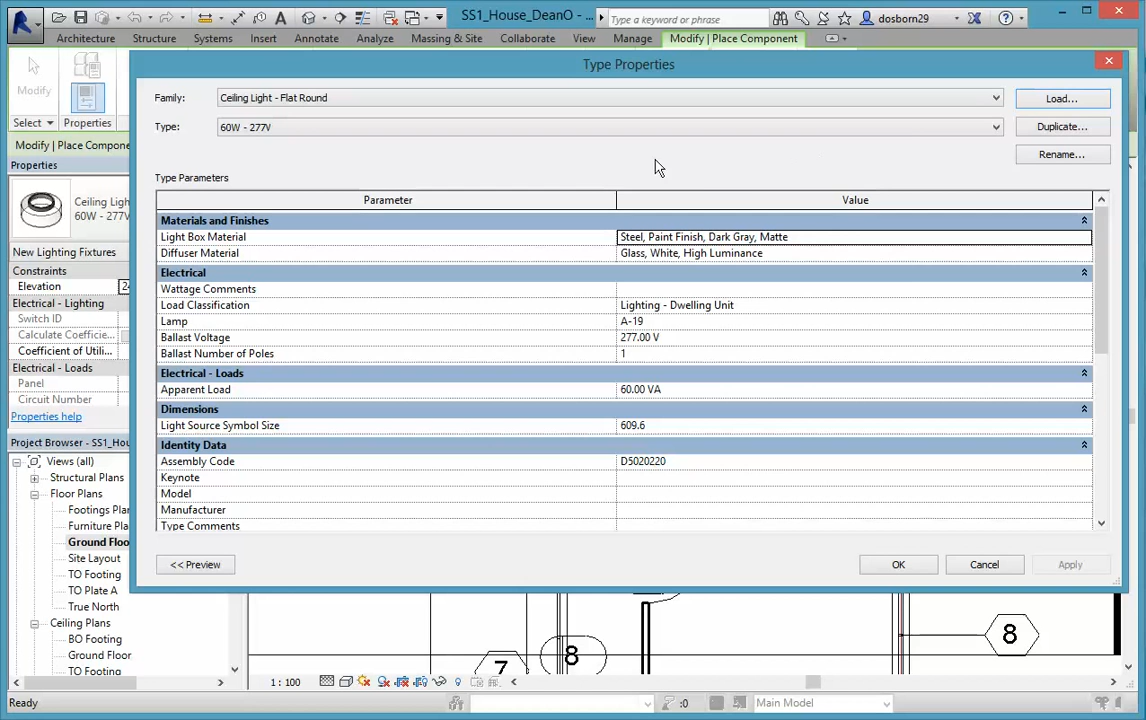 SS1_House_DeanO - Type a keyword or phrase dosborn29
Architecture Structure Systems Insert Annotate Analyze Massing & Site Collaborate View Manage Modify | Place Component
Type Properties
Modify
Select Properties
Family: Ceiling Light - Flat Round Load...
Type: 60W - 277V Duplicate...
Rename...
Modify | Place Compone
Properties
Ceiling Ligh
60W - 277V
New Lighting Fixtures
Constraints
Elevation 24
Electrical - Lighting
Switch ID
Calculate Coefficie...
Coefficient of Utili...
Electrical - Loads
Panel
Circuit Number
Properties help
Type Parameters
Parameter Value
Materials and Finishes
Light Box Material Steel, Paint Finish, Dark Gray, Matte
Diffuser Material Glass, White, High Luminance
Electrical
Wattage Comments
Load Classification Lighting - Dwelling Unit
Lamp A-19
Ballast Voltage 277.00 V
Ballast Number of Poles 1
Electrical - Loads
Apparent Load 60.00 VA
Dimensions
Light Source Symbol Size 609.6
Identity Data
Assembly Code D5020220
Keynote
Model
Manufacturer
Type Comments
<< Preview OK Cancel Apply
Project Browser - SS1_Hou
Views (all)
Structural Plans
Floor Plans
Footings Plan
Furniture Pla
Ground Floo
Site Layout
TO Footing
TO Plate A
True North
Ceiling Plans
BO Footing
Ground Floor
TO Footing
7 8 8
1 : 100
Ready :0 Main Model